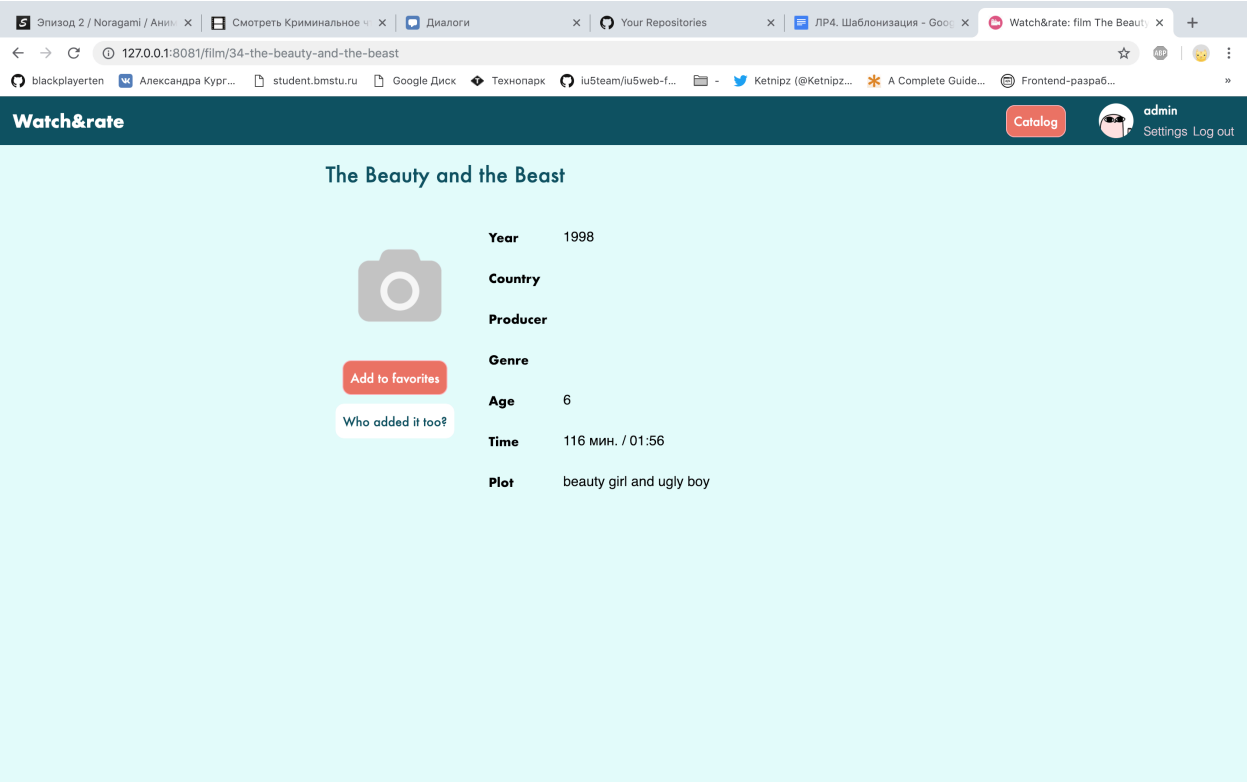 Эпизод 2 / Noragami / Аним
Смотреть Криминальное ч
Диалоги
Your Repositories
ЛР4. Шаблонизация - Goog
Watch&rate: film The Beauty
127.0.0.1:8081/film/34-the-beauty-and-the-beast
ABP
blackplayerten
Александра Кург...
student.bmstu.ru
Google Диск
Технопарк
iu5team/iu5web-f...
-
Ketnipz (@Ketnipz...
A Complete Guide...
Frontend-разраб...
»
Watch&rate
Catalog
admin
Settings Log out
The Beauty and the Beast
Year 1998
Country
Producer
Genre
Add to favorites
Age 6
Who added it too?
Time 116 мин. / 01:56
Plot beauty girl and ugly boy